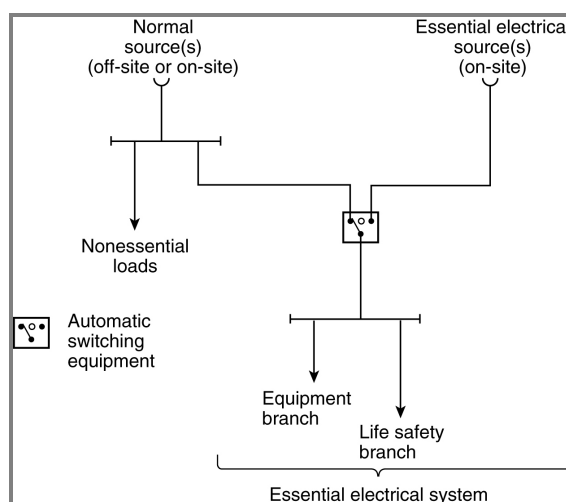 Normal
source(s)
(off-site or on-site)
Essential electrica
source(s)
(on-site)
Nonessential
loads
Automatic
switching
equipment
Equipment
branch
Life safety
branch
Essential electrical system